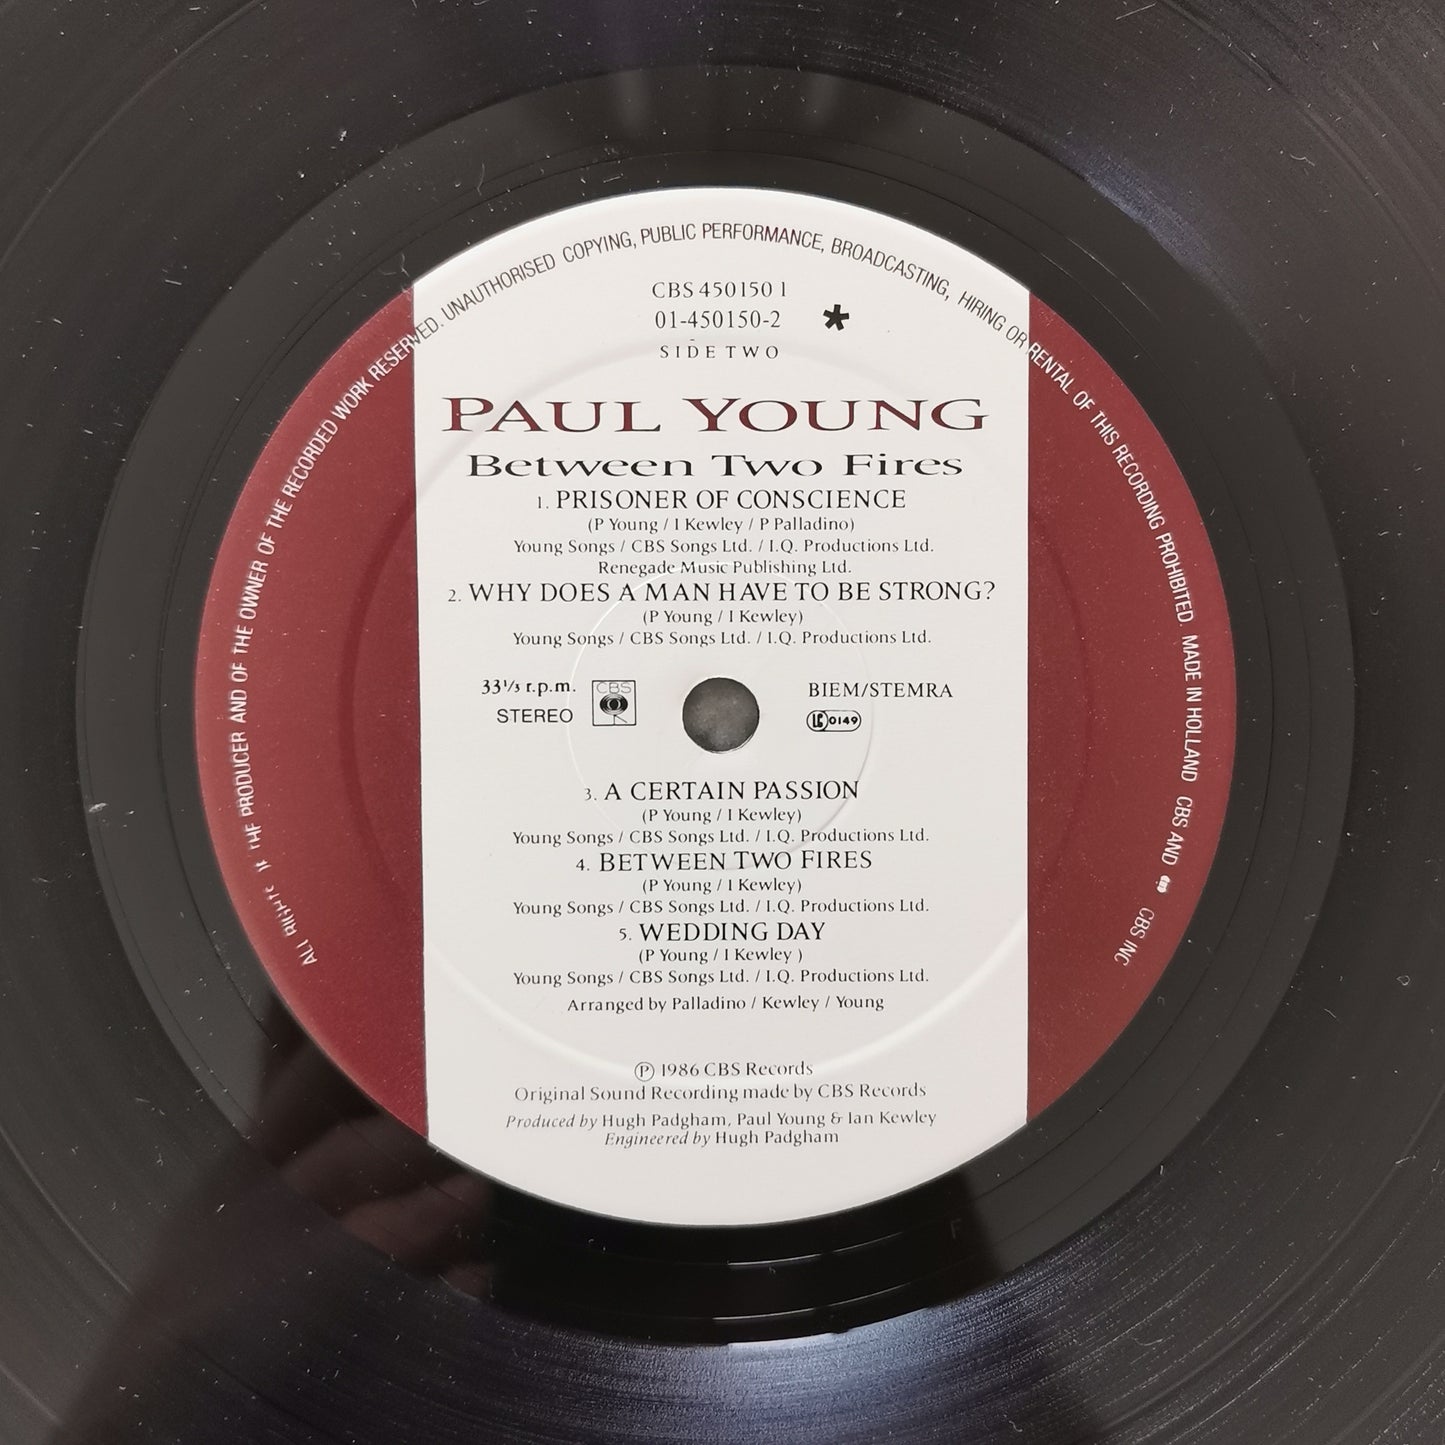 ALL RIGHTS OF THE PRODUCER AND OF THE OWNER OF THE RECORDED WORK RESERVED. UNAUTHORISED COPYING, PUBLIC PERFORMANCE, BROADCASTING, HIRING OR RENTAL OF THIS RECORDING PROHIBITED. MADE IN HOLLAND CBS AND CBS INC
CBS 450150 1
01-450150-2 *
SIDE TWO
PAUL YOUNG
Between Two Fires
1. PRISONER OF CONSCIENCE
(P Young / I Kewley / P Palladino)
Young Songs / CBS Songs Ltd. / I.Q. Productions Ltd.
Renegade Music Publishing Ltd.
2. WHY DOES A MAN HAVE TO BE STRONG?
(P Young / I Kewley)
Young Songs / CBS Songs Ltd. / I.Q. Productions Ltd.
33⅓ r.p.m. CBS BIEM/STEMRA
STEREO LC 0149
3. A CERTAIN PASSION
(P Young / I Kewley)
Young Songs / CBS Songs Ltd. / I.Q. Productions Ltd.
4. BETWEEN TWO FIRES
(P Young / I Kewley)
Young Songs / CBS Songs Ltd. / I.Q. Productions Ltd.
5. WEDDING DAY
(P Young / I Kewley )
Young Songs / CBS Songs Ltd. / I.Q. Productions Ltd.
Arranged by Palladino / Kewley / Young
℗ 1986 CBS Records
Original Sound Recording made by CBS Records
Produced by Hugh Padgham, Paul Young & Ian Kewley
Engineered by Hugh Padgham
F